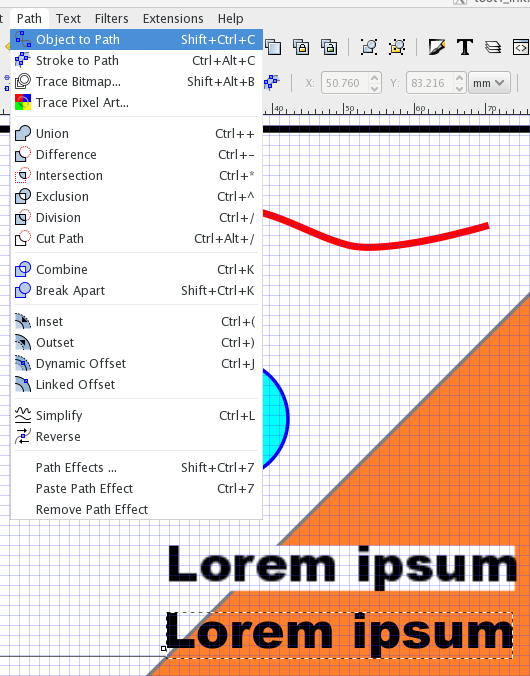 test1_ink.
Path Text Filters Extensions Help
Object to Path Shift+Ctrl+C
Stroke to Path Ctrl+Alt+C
Trace Bitmap... Shift+Alt+B
Trace Pixel Art...
X: 50.760 Y: 83.216 mm
40 50 60 70
Union Ctrl++
Difference Ctrl+-
Intersection Ctrl+*
Exclusion Ctrl+^
Division Ctrl+/
Cut Path Ctrl+Alt+/
Combine Ctrl+K
Break Apart Shift+Ctrl+K
Inset Ctrl+(
Outset Ctrl+)
Dynamic Offset Ctrl+J
Linked Offset
Simplify Ctrl+L
Reverse
Path Effects ... Shift+Ctrl+7
Paste Path Effect Ctrl+7
Remove Path Effect
Lorem ipsum
Lorem ipsum